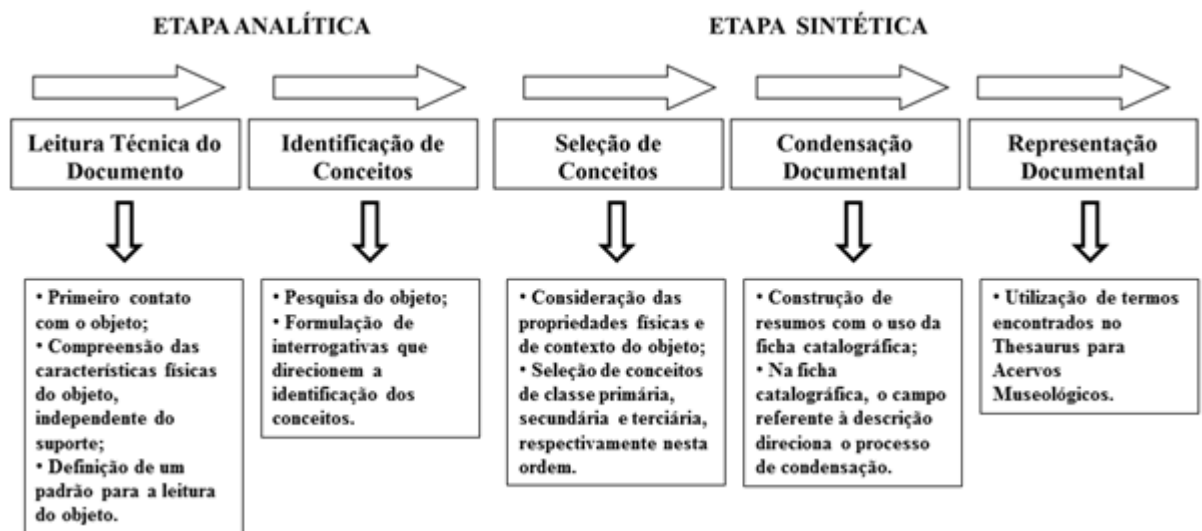 ETAPA ANALÍTICA
ETAPA SINTÉTICA
Leitura Técnica do
Documento
Identificação de
Conceitos
Seleção de
Conceitos
Condensação
Documental
Representação
Documental
• Primeiro contato
com o objeto;
• Compreensão das
características físicas
do objeto,
independente do
suporte;
• Definição de um
padrão para a leitura
do objeto.
• Pesquisa do objeto;
• Formulação de
interrogativas que
direcionem a
identificação dos
conceitos.
• Consideração das
propriedades físicas e
de contexto do objeto;
• Seleção de conceitos
de classe primária,
secundária e terciária,
respectivamente nesta
ordem.
• Construção de
resumos com o uso da
ficha catalográfica;
• Na ficha
catalográfica, o campo
referente à descrição
direciona o processo
de condensação.
• Utilização de termos
encontrados no
Thesaurus para
Acervos
Museológicos.